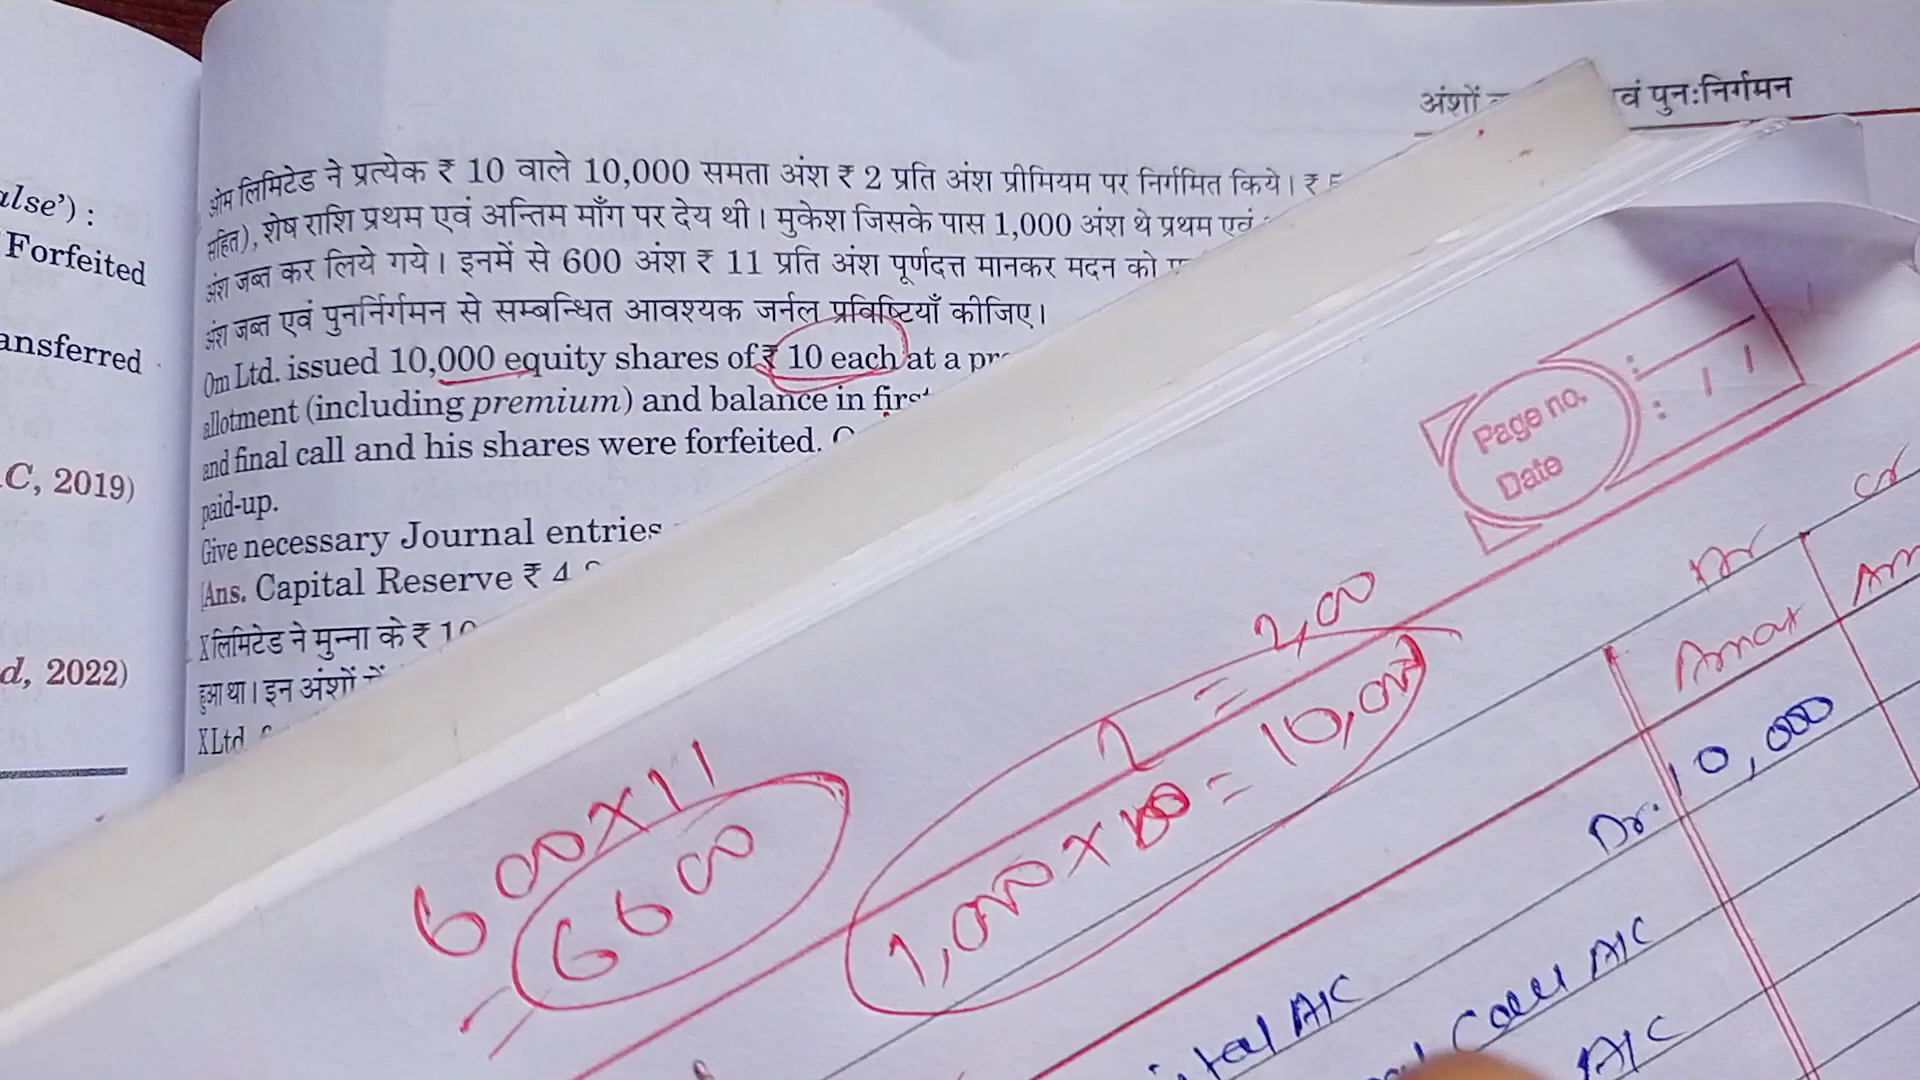 alse') :
Forfeited
ansferred
C, 2019)
d, 2022)
अंशों वं पुनःनिर्गमन
ओम लिमिटेड ने प्रत्येक ₹ 10 वाले 10,000 समता अंश ₹ 2 प्रति अंश प्रीमियम पर निर्गमित किये। ₹
सहित), शेष राशि प्रथम एवं अन्तिम माँग पर देय थी। मुकेश जिसके पास 1,000 अंश थे प्रथम एवं
अंश जब्त कर लिये गये। इनमें से 600 अंश ₹ 11 प्रति अंश पूर्णदत्त मानकर मदन को
अंश जब्त एवं पुनर्निर्गमन से सम्बन्धित आवश्यक जर्नल प्रविष्टियाँ कीजिए।
Om Ltd. issued 10,000 equity shares of ₹ 10 each at a
allotment (including premium) and balance in
and final call and his shares were forfeited.
paid-up.
Give necessary Journal entries
[Ans. Capital Reserve ₹ 4
X लिमिटेड ने मुन्ना के ₹ 10
हुआ था। इन अंशों
X Ltd
Page no.
Date
2,00
600×11
6600
= 10,000
Dr
Cr
Dr. 10,000
A/C
Call A/C
A/C